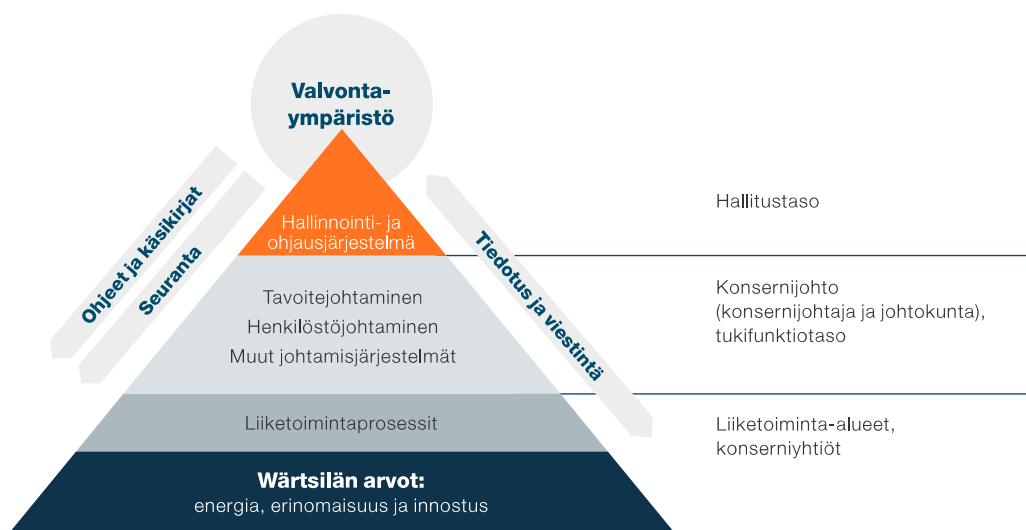 Valvonta-
ympäristö
Ohjeet ja käsikirjat
Seuranta
Tiedotus ja viestintä
Hallinnointi- ja
ohjausjärjestelmä
Hallitustaso
Tavoitejohtaminen
Henkilöstöjohtaminen
Muut johtamisjärjestelmät
Konsernijohto
(konsernijohtaja ja johtokunta),
tukifunktiotaso
Liiketoimintaprosessit
Liiketoiminta-alueet,
konserniyhtiöt
Wärtsilän arvot:
energia, erinomaisuus ja innostus